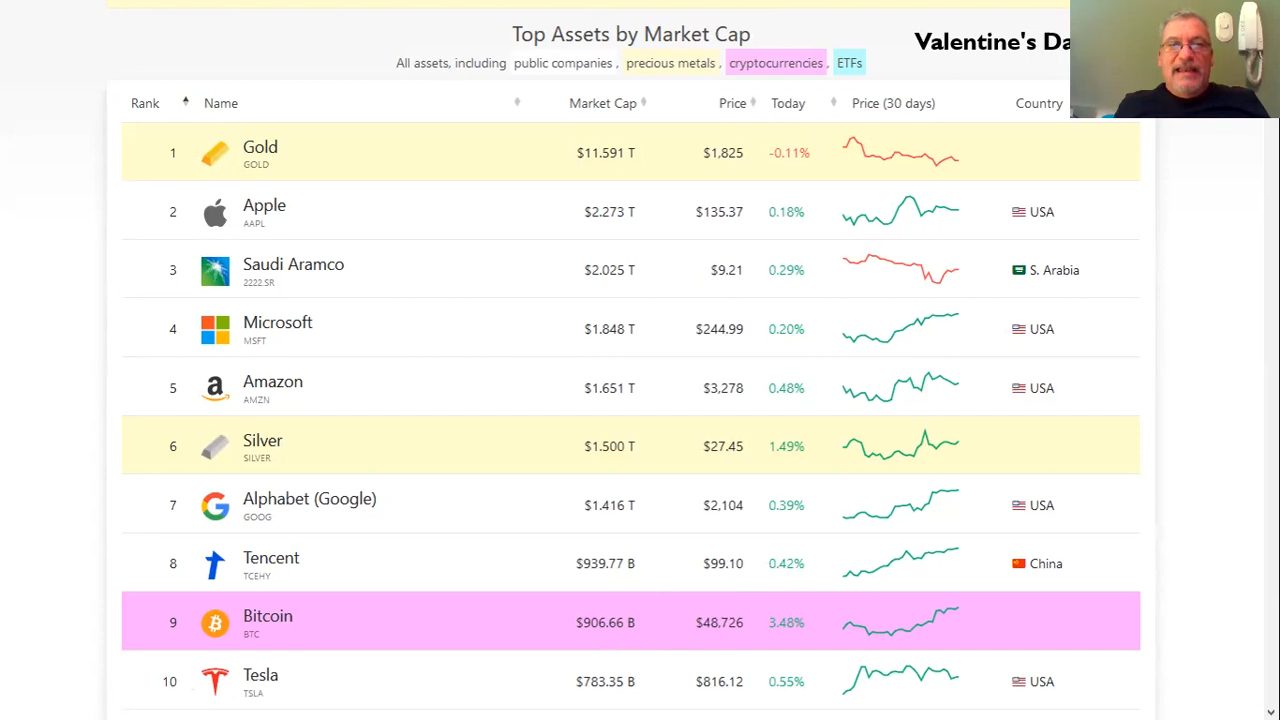 Top Assets by Market Cap
Valentine's Da
All assets, including public companies, precious metals, cryptocurrencies, ETFs
Rank Name Market Cap Price Today Price (30 days) Country
1 Gold $11.591 T $1,825 -0.11%
GOLD
2 Apple $2.273 T $135.37 0.18% USA
AAPL
3 Saudi Aramco $2.025 T $9.21 0.29% S. Arabia
2222.SR
4 Microsoft $1.848 T $244.99 0.20% USA
MSFT
5 Amazon $1.651 T $3,278 0.48% USA
AMZN
6 Silver $1.500 T $27.45 1.49%
SILVER
7 Alphabet (Google) $1.416 T $2,104 0.39% USA
GOOG
8 Tencent $939.77 B $99.10 0.42% China
TCEHY
9 Bitcoin $906.66 B $48,726 3.48%
BTC
10 Tesla $783.35 B $816.12 0.55% USA
TSLA